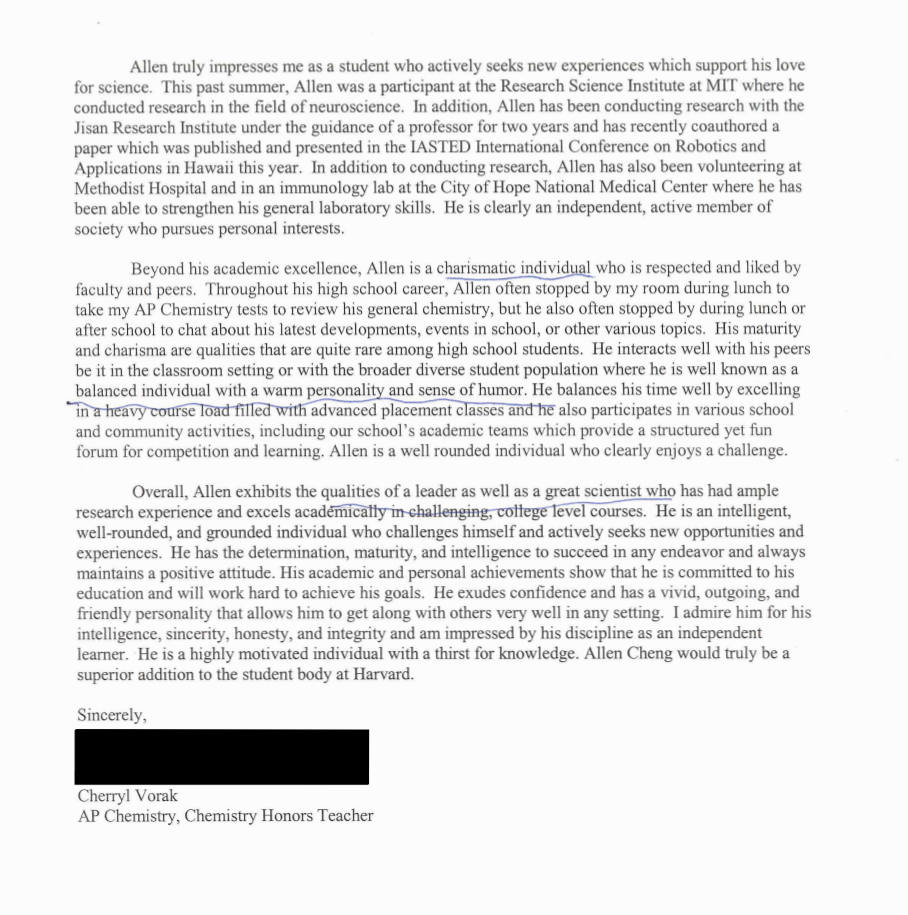 Allen truly impresses me as a student who actively seeks new experiences which support his love
for science. This past summer, Allen was a participant at the Research Science Institute at MIT where he
conducted research in the field of neuroscience. In addition, Allen has been conducting research with the
Jisan Research Institute under the guidance of a professor for two years and has recently coauthored a
paper which was published and presented in the IASTED International Conference on Robotics and
Applications in Hawaii this year. In addition to conducting research, Allen has also been volunteering at
Methodist Hospital and in an immunology lab at the City of Hope National Medical Center where he has
been able to strengthen his general laboratory skills. He is clearly an independent, active member of
society who pursues personal interests.
Beyond his academic excellence, Allen is a charismatic individual who is respected and liked by
faculty and peers. Throughout his high school career, Allen often stopped by my room during lunch to
take my AP Chemistry tests to review his general chemistry, but he also often stopped by during lunch or
after school to chat about his latest developments, events in school, or other various topics. His maturity
and charisma are qualities that are quite rare among high school students. He interacts well with his peers
be it in the classroom setting or with the broader diverse student population where he is well known as a
balanced individual with a warm personality and sense of humor. He balances his time well by excelling
in a heavy course load filled with advanced placement classes and he also participates in various school
and community activities, including our school's academic teams which provide a structured yet fun
forum for competition and learning. Allen is a well rounded individual who clearly enjoys a challenge.
Overall, Allen exhibits the qualities of a leader as well as a great scientist who has had ample
research experience and excels academically in challenging, college level courses. He is an intelligent,
well-rounded, and grounded individual who challenges himself and actively seeks new opportunities and
experiences. He has the determination, maturity, and intelligence to succeed in any endeavor and always
maintains a positive attitude. His academic and personal achievements show that he is committed to his
education and will work hard to achieve his goals. He exudes confidence and has a vivid, outgoing, and
friendly personality that allows him to get along with others very well in any setting. I admire him for his
intelligence, sincerity, honesty, and integrity and am impressed by his discipline as an independent
learner. He is a highly motivated individual with a thirst for knowledge. Allen Cheng would truly be a
superior addition to the student body at Harvard.
Sincerely,
Cherryl Vorak
AP Chemistry, Chemistry Honors Teacher